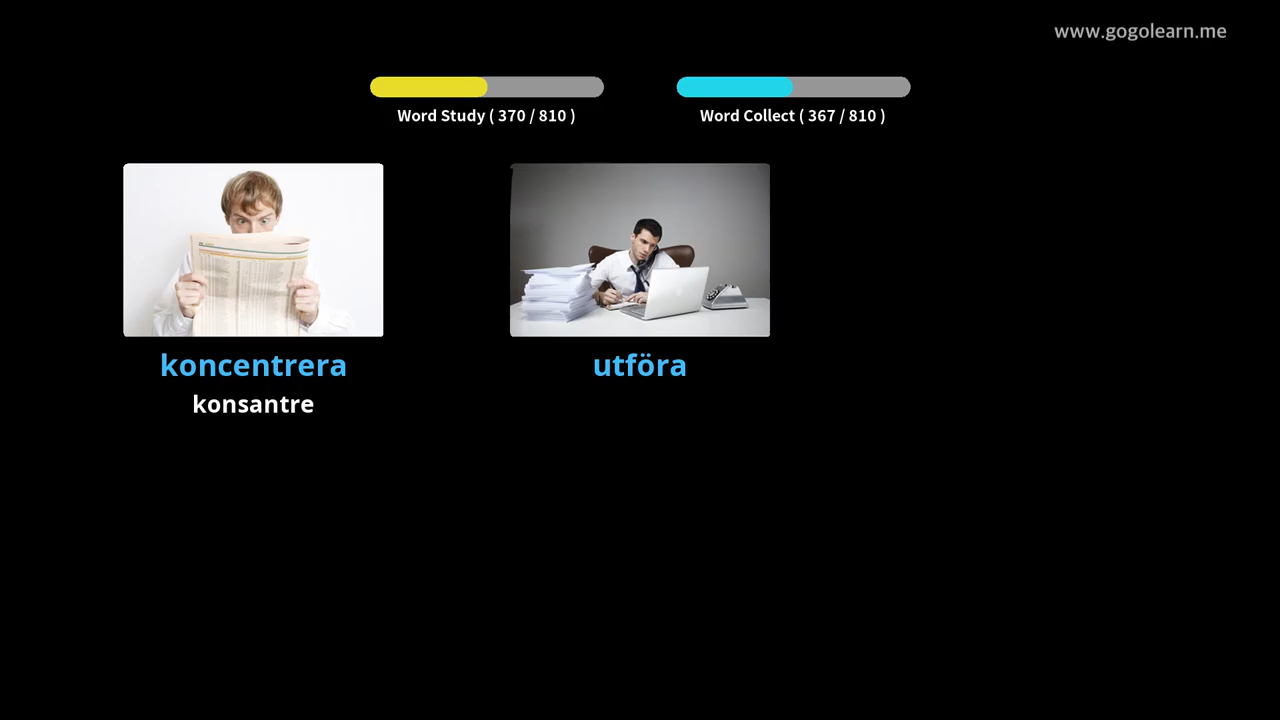 www.gogolearn.me
Word Study ( 370 / 810 )
Word Collect ( 367 / 810 )
koncentrera
utföra
konsantre